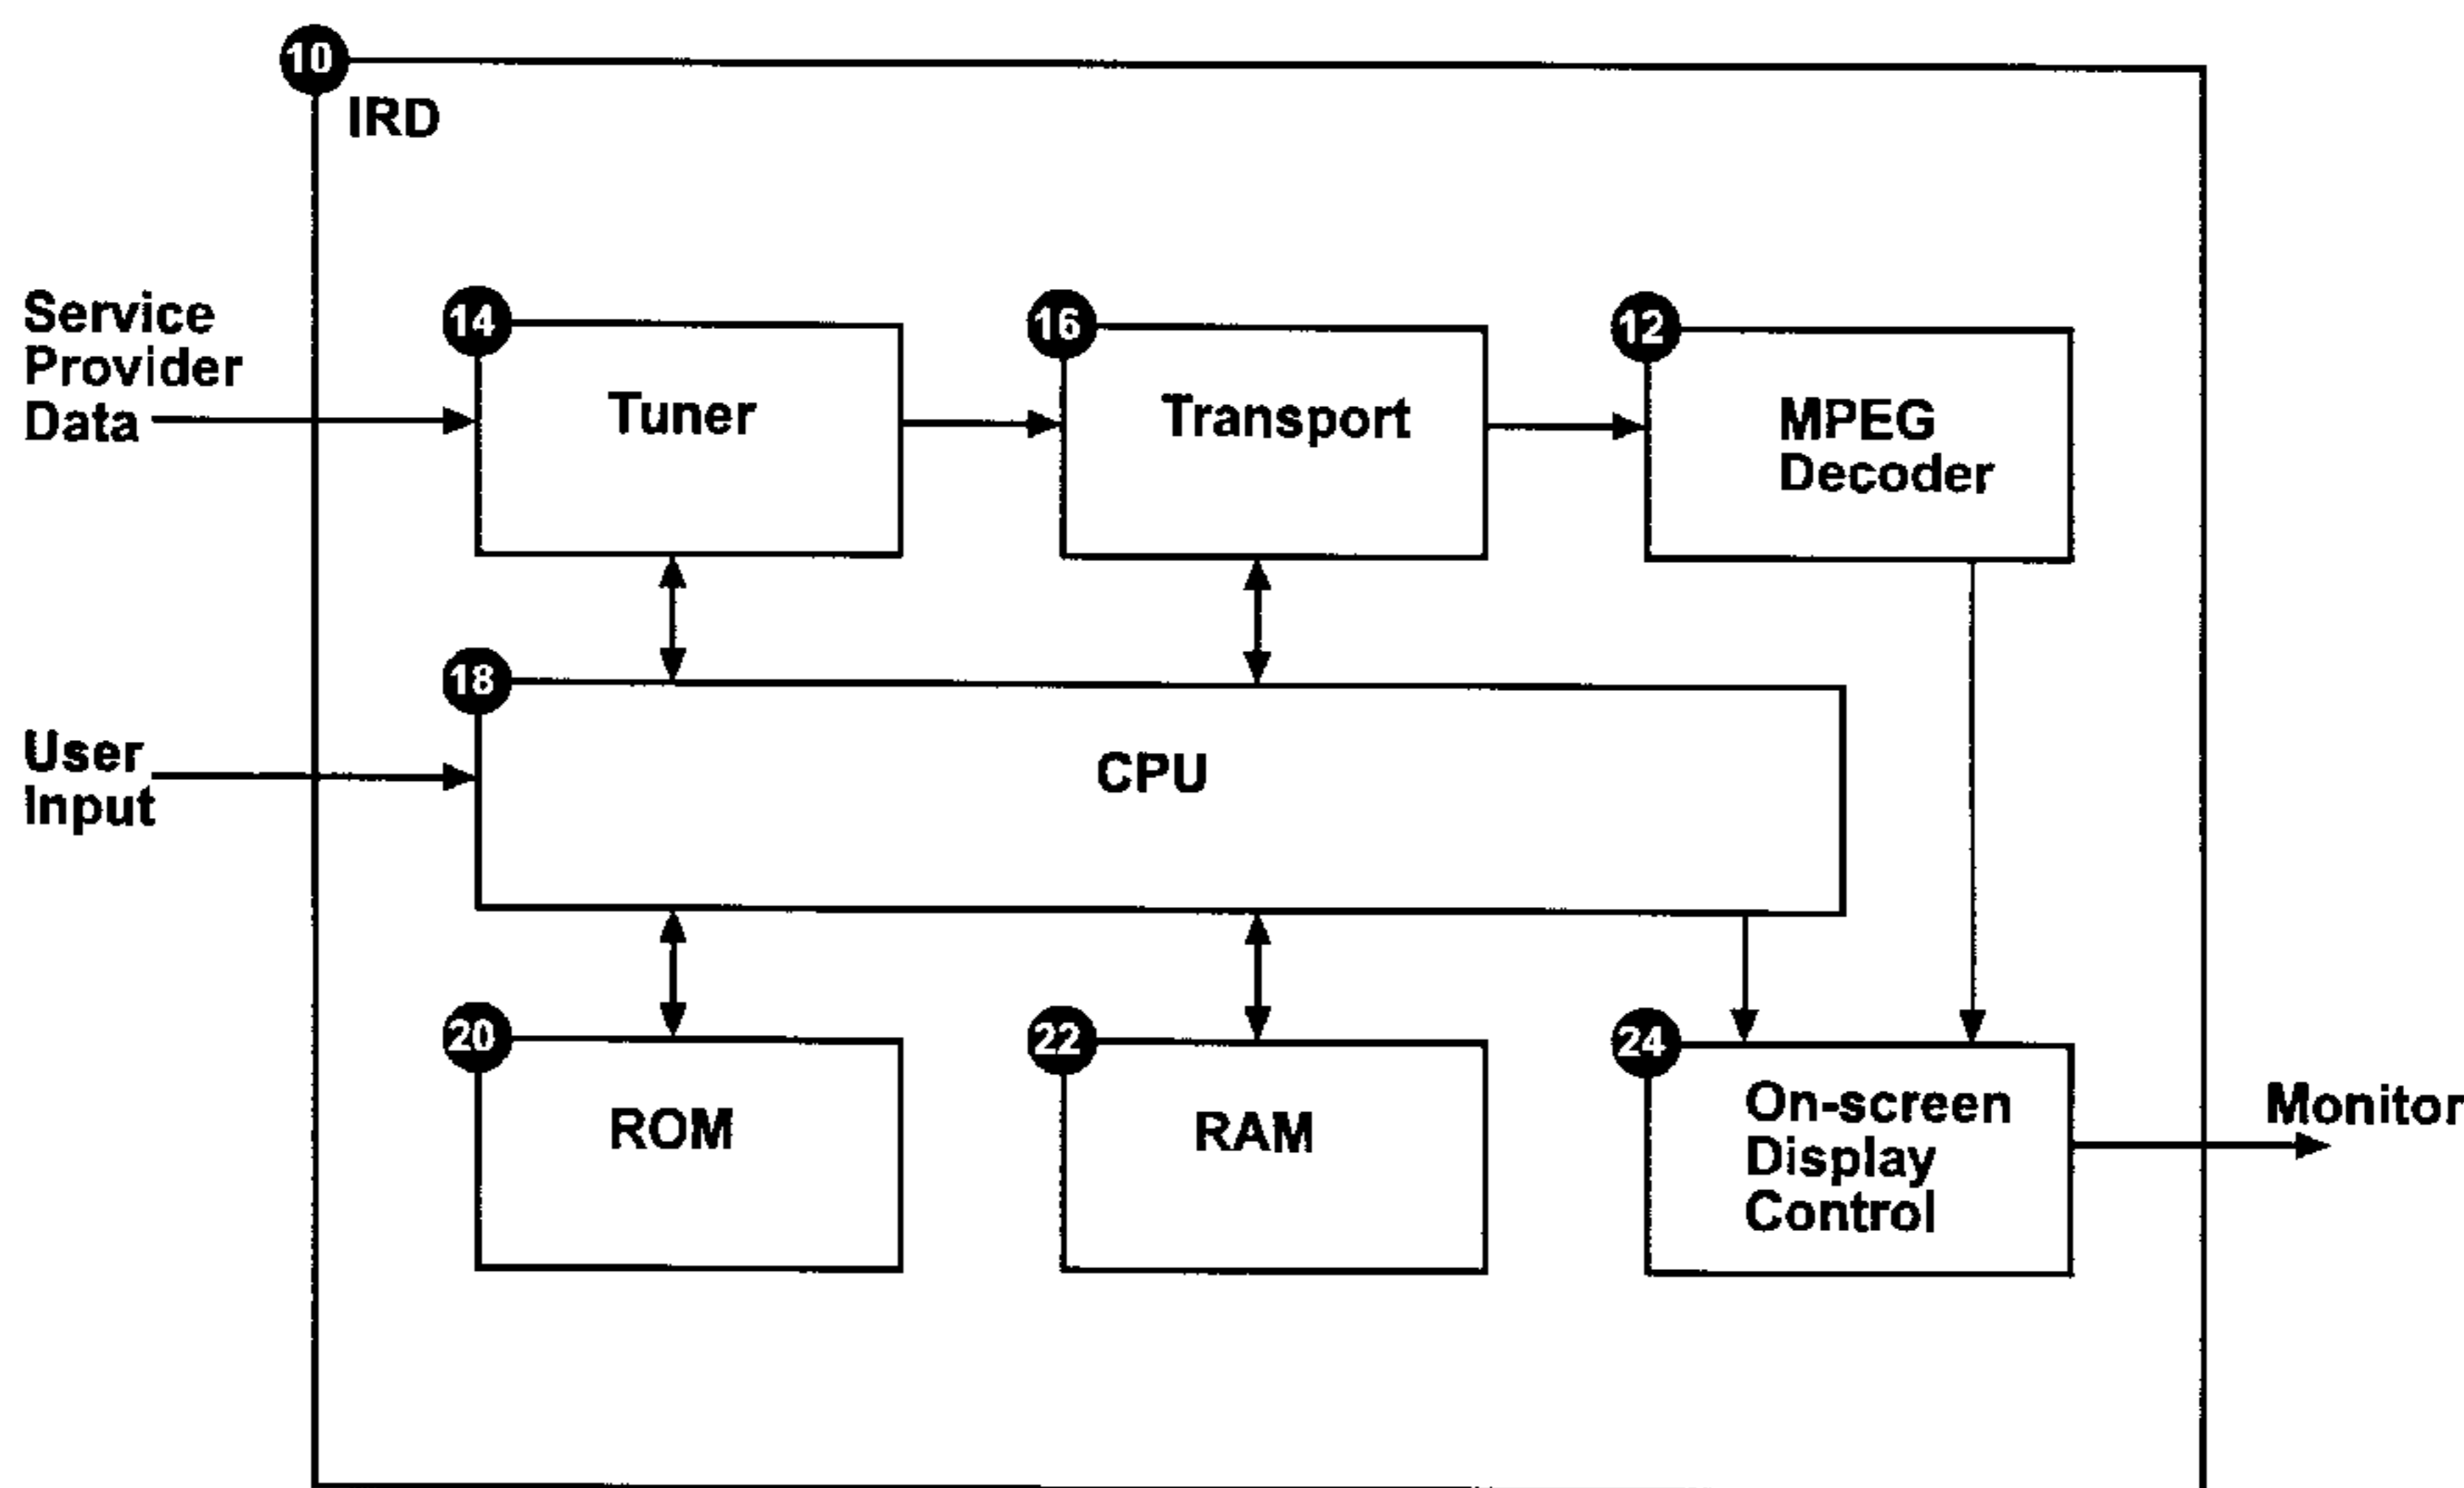 10
IRD
Service
Provider
Data
14
Tuner
16
Transport
12
MPEG
Decoder
18
CPU
User
Input
20
ROM
22
RAM
24
On-screen
Display
Control
Monitor